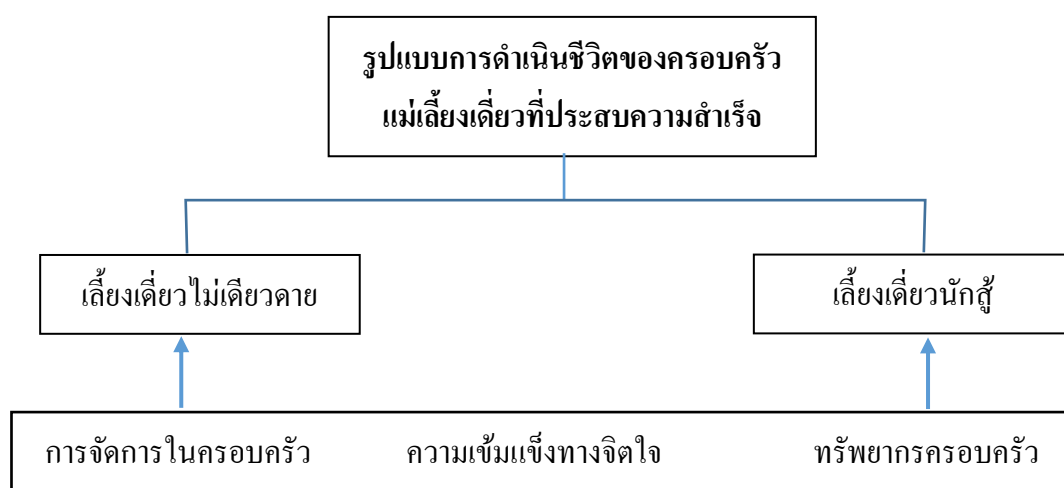 รูปแบบการดำเนินชีวิตของครอบครัว
แม่เลี้ยงเดี่ยวที่ประสบความสำเร็จ
เลี้ยงเดี่ยวไม่เดียวดาย
เลี้ยงเดี่ยวนักสู้
การจัดการในครอบครัว
ความเข้มแข็งทางจิตใจ
ทรัพยากรครอบครัว